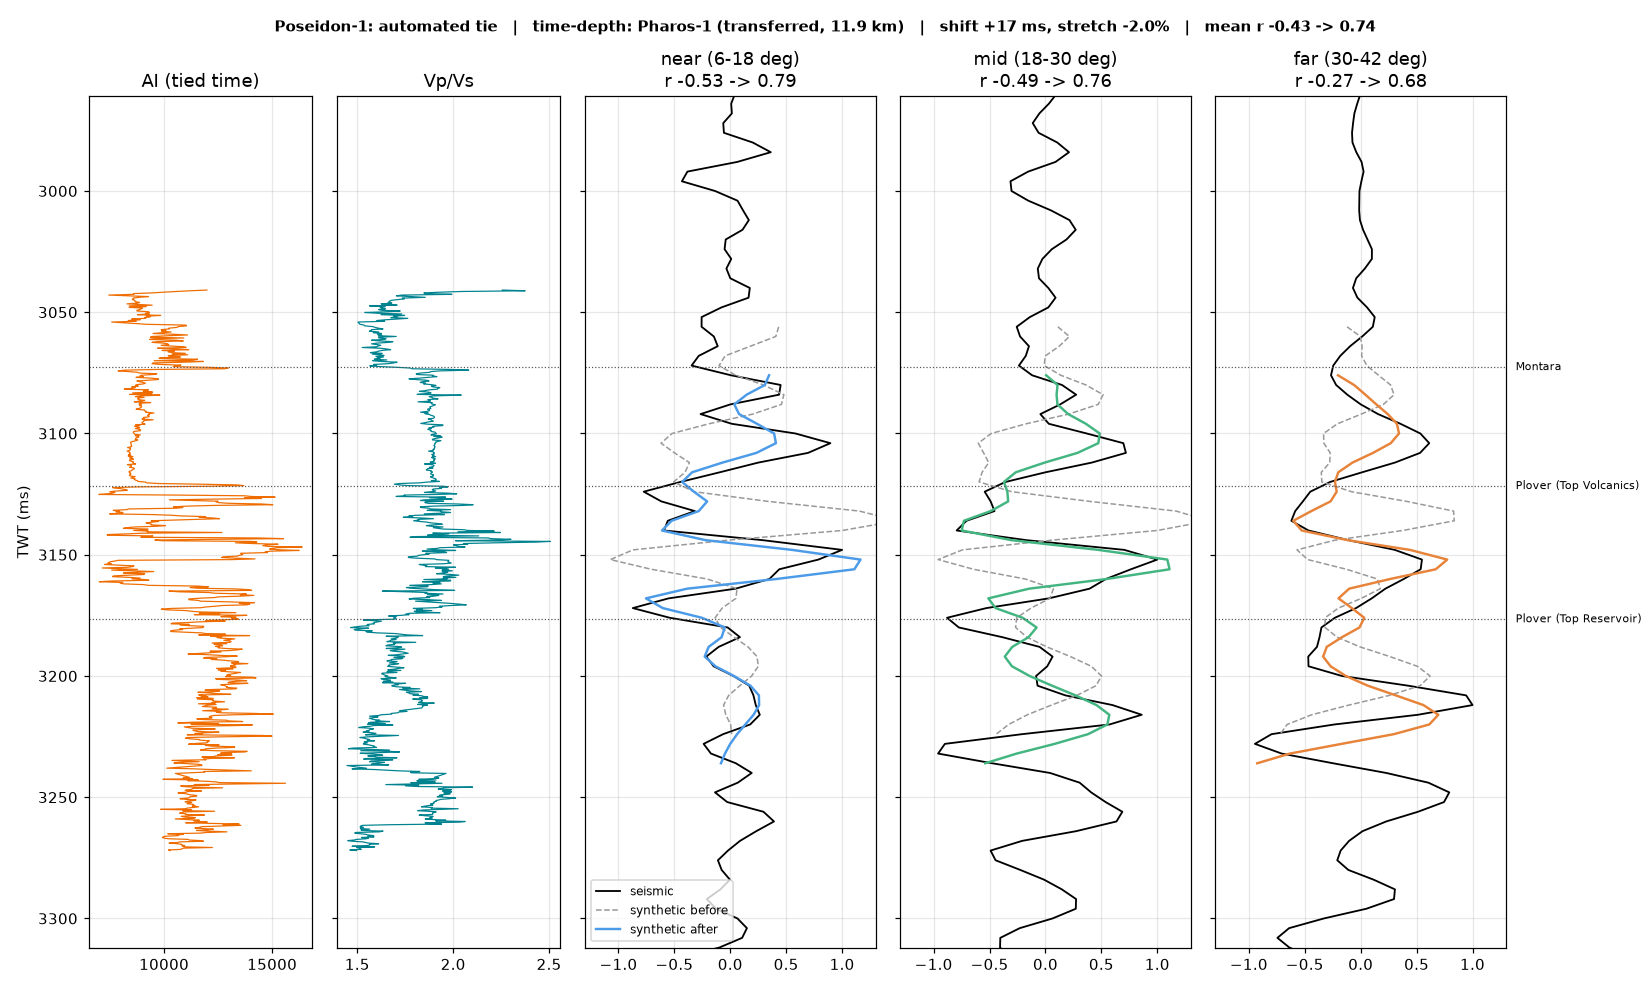 Poseidon-1: automated tie | time-depth: Pharos-1 (transferred, 11.9 km) | shift +17 ms, stretch -2.0% | mean r -0.43 -> 0.74
AI (tied time)
Vp/Vs
near (6-18 deg)
r -0.53 -> 0.79
mid (18-30 deg)
r -0.49 -> 0.76
far (30-42 deg)
r -0.27 -> 0.68
TWT (ms)
3000
3050
3100
3150
3200
3250
3300
Montara
Plover (Top Volcanics)
Plover (Top Reservoir)
seismic
synthetic before
synthetic after
10000 15000
1.5 2.0 2.5
−1.0 −0.5 0.0 0.5 1.0
−1.0 −0.5 0.0 0.5 1.0
−1.0 −0.5 0.0 0.5 1.0